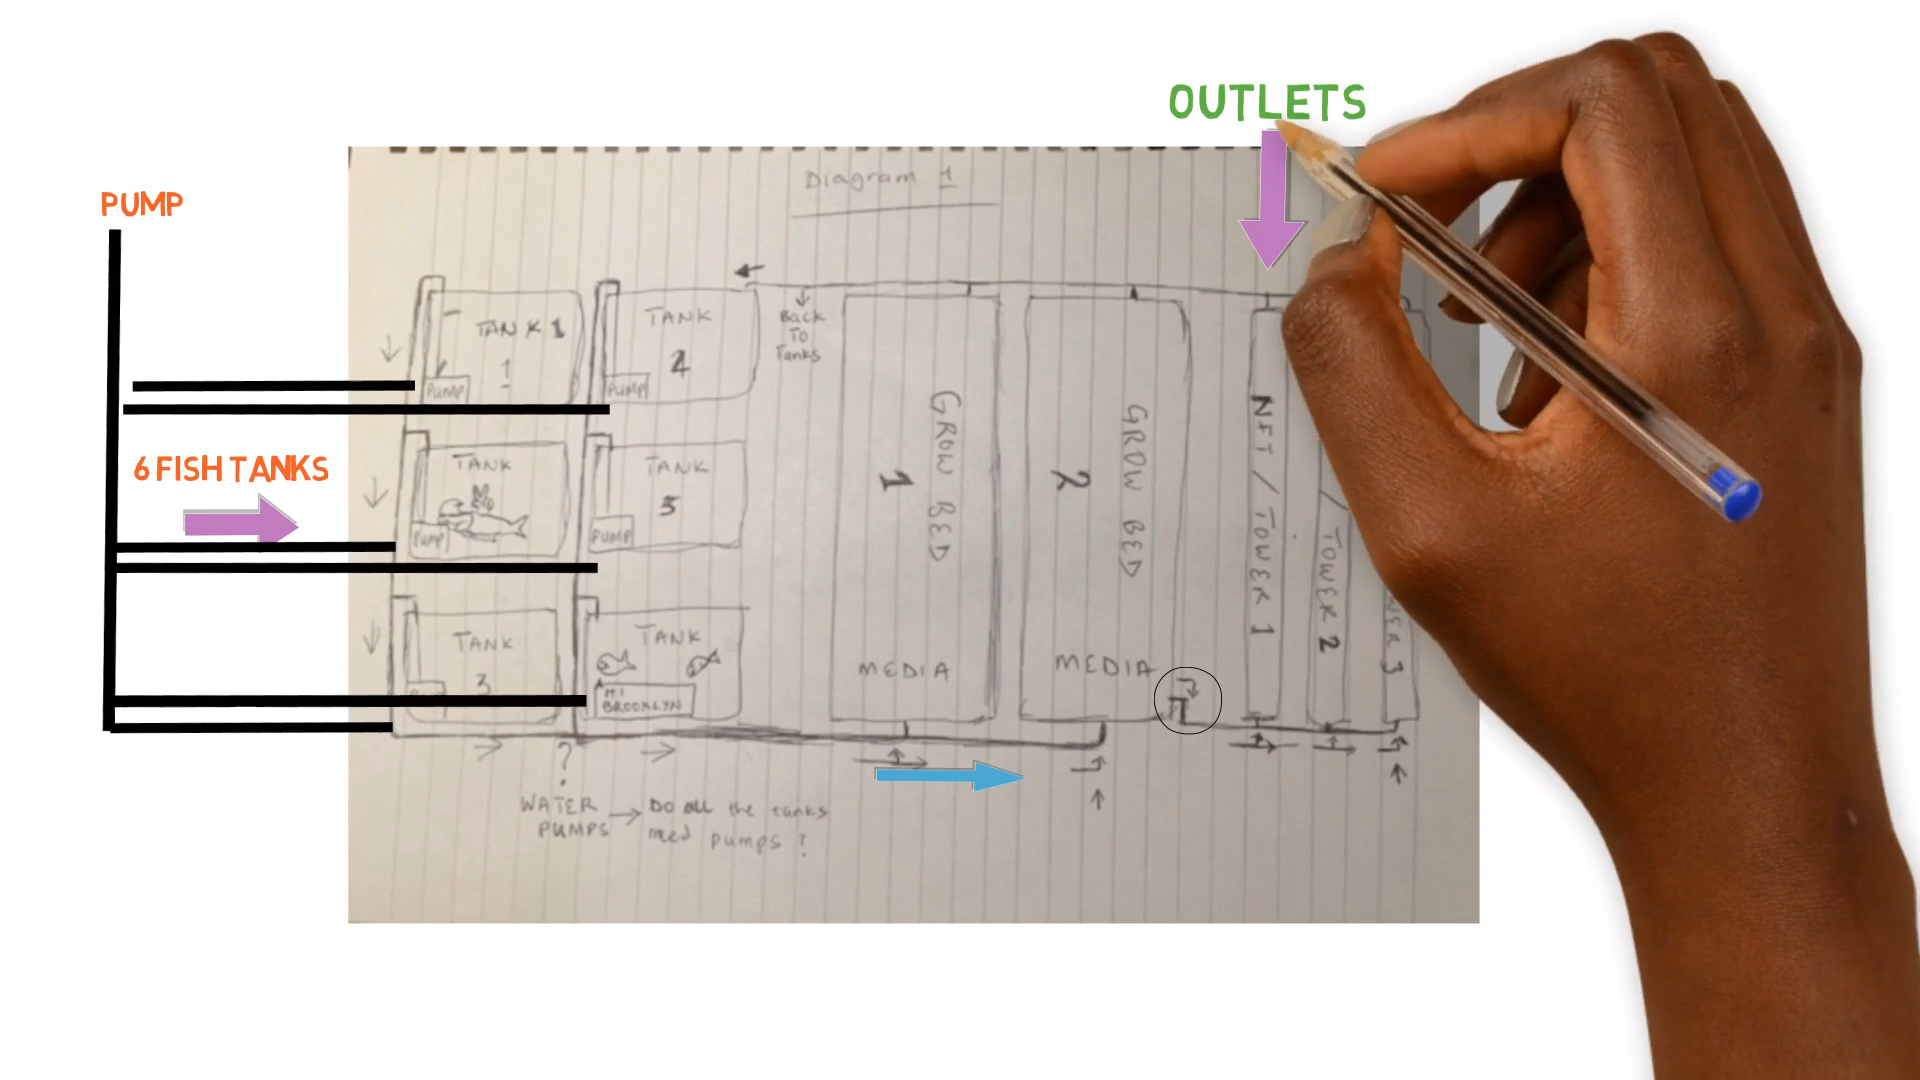 OUTLETS
Diagram 1
PUMP
6 FISH TANKS
TANK 1
1
PUMP
TANK
4
PUMP
Back
To
Tanks
TANK
PUMP
TANK
5
PUMP
TANK
3
TANK
HI
BROOKLYN
1
GROW BED
MEDIA
2
GROW BED
MEDIA
NFT / TOWER 1
/ TOWER 2
WER 3
?
WATER
PUMPS
Do all the tanks
need pumps ?